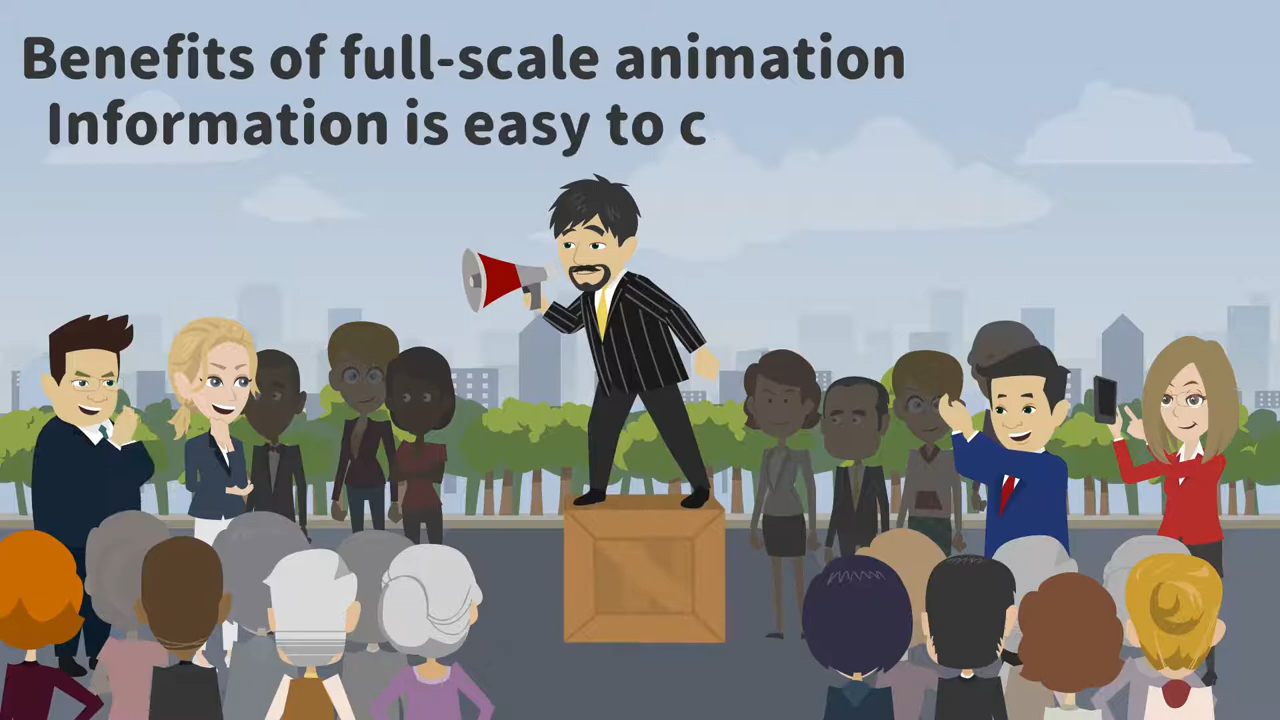 Benefits of full-scale animation
Information is easy to c